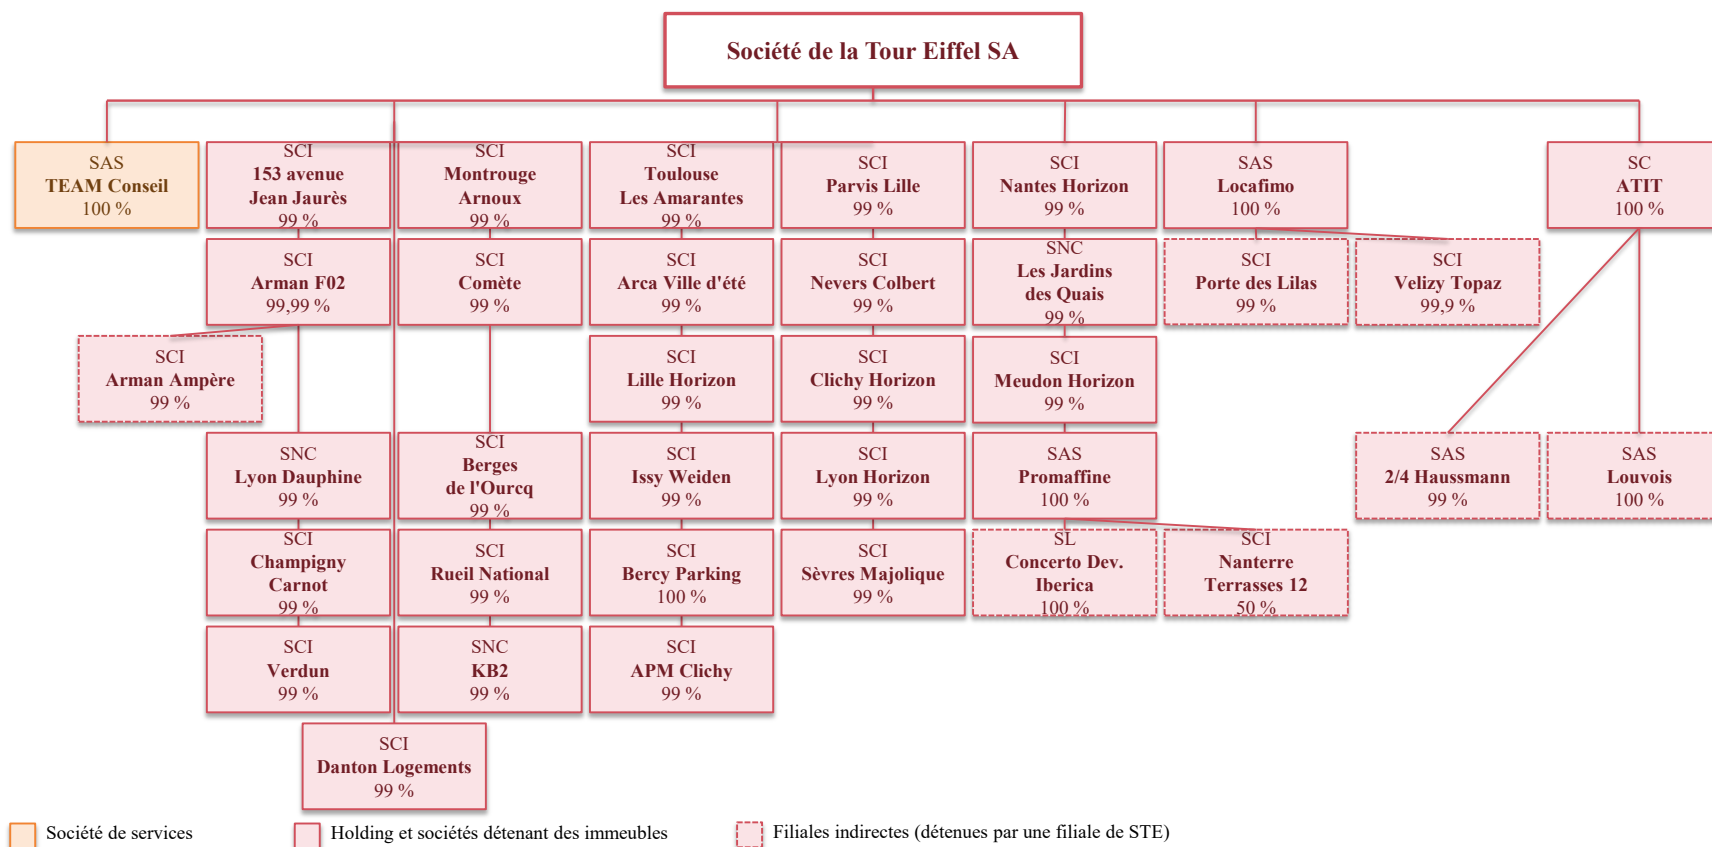 Société de la Tour Eiffel SA
SAS
TEAM Conseil
100 %
SCI
153 avenue
Jean Jaurès
99 %
SCI
Montrouge
Arnoux
99 %
SCI
Toulouse
Les Amarantes
99 %
SCI
Parvis Lille
99 %
SCI
Nantes Horizon
99 %
SAS
Locafimo
100 %
SC
ATIT
100 %
SCI
Arman F02
99,99 %
SCI
Comète
99 %
SCI
Arca Ville d'été
99 %
SCI
Nevers Colbert
99 %
SNC
Les Jardins
des Quais
99 %
SCI
Porte des Lilas
99 %
SCI
Velizy Topaz
99,9 %
SCI
Arman Ampère
99 %
SCI
Lille Horizon
99 %
SCI
Clichy Horizon
99 %
SCI
Meudon Horizon
99 %
SNC
Lyon Dauphine
99 %
SCI
Berges
de l'Ourcq
99 %
SCI
Issy Weiden
99 %
SCI
Lyon Horizon
99 %
SAS
Promaffine
100 %
SAS
2/4 Haussmann
99 %
SAS
Louvois
100 %
SCI
Champigny
Carnot
99 %
SCI
Rueil National
99 %
SCI
Bercy Parking
100 %
SCI
Sèvres Majolique
99 %
SL
Concerto Dev.
Iberica
100 %
SCI
Nanterre
Terrasses 12
50 %
SCI
Verdun
99 %
SNC
KB2
99 %
SCI
APM Clichy
99 %
SCI
Danton Logements
99 %
Société de services
Holding et sociétés détenant des immeubles
Filiales indirectes (détenues par une filiale de STE)